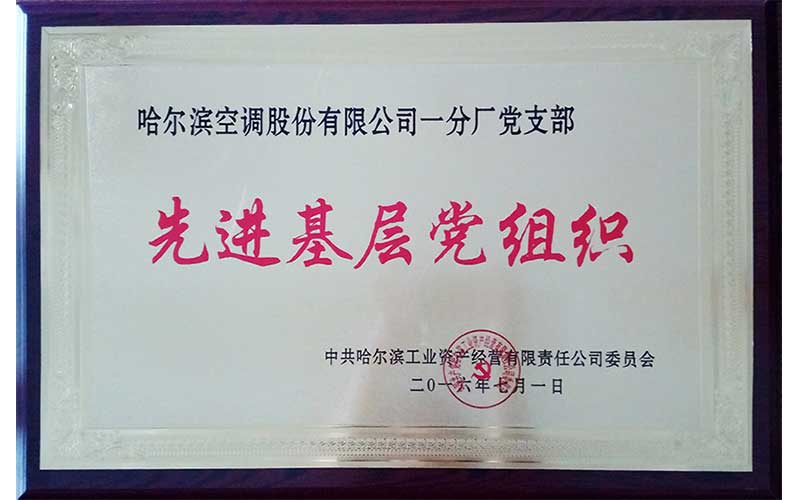 哈尔滨空调股份有限公司一分厂党支部
先进基层党组织
中共哈尔滨工业资产经营有限责任公司委员会
二〇一六年七月一日